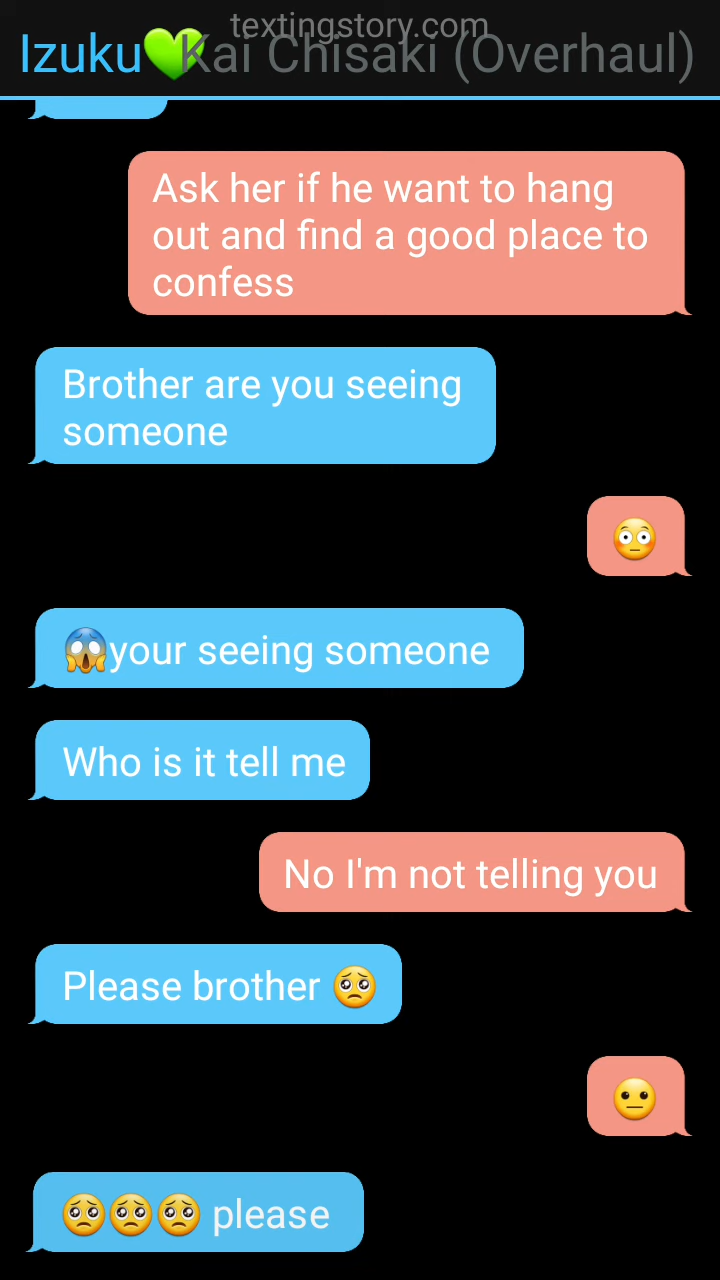 textingstory.com
Izuku💚Kai Chisaki (Overhaul)
Ask her if he want to hang
out and find a good place to
confess
Brother are you seeing
someone
😳
😱your seeing someone
Who is it tell me
No I'm not telling you
Please brother 🥺
😐
🥺🥺🥺 please